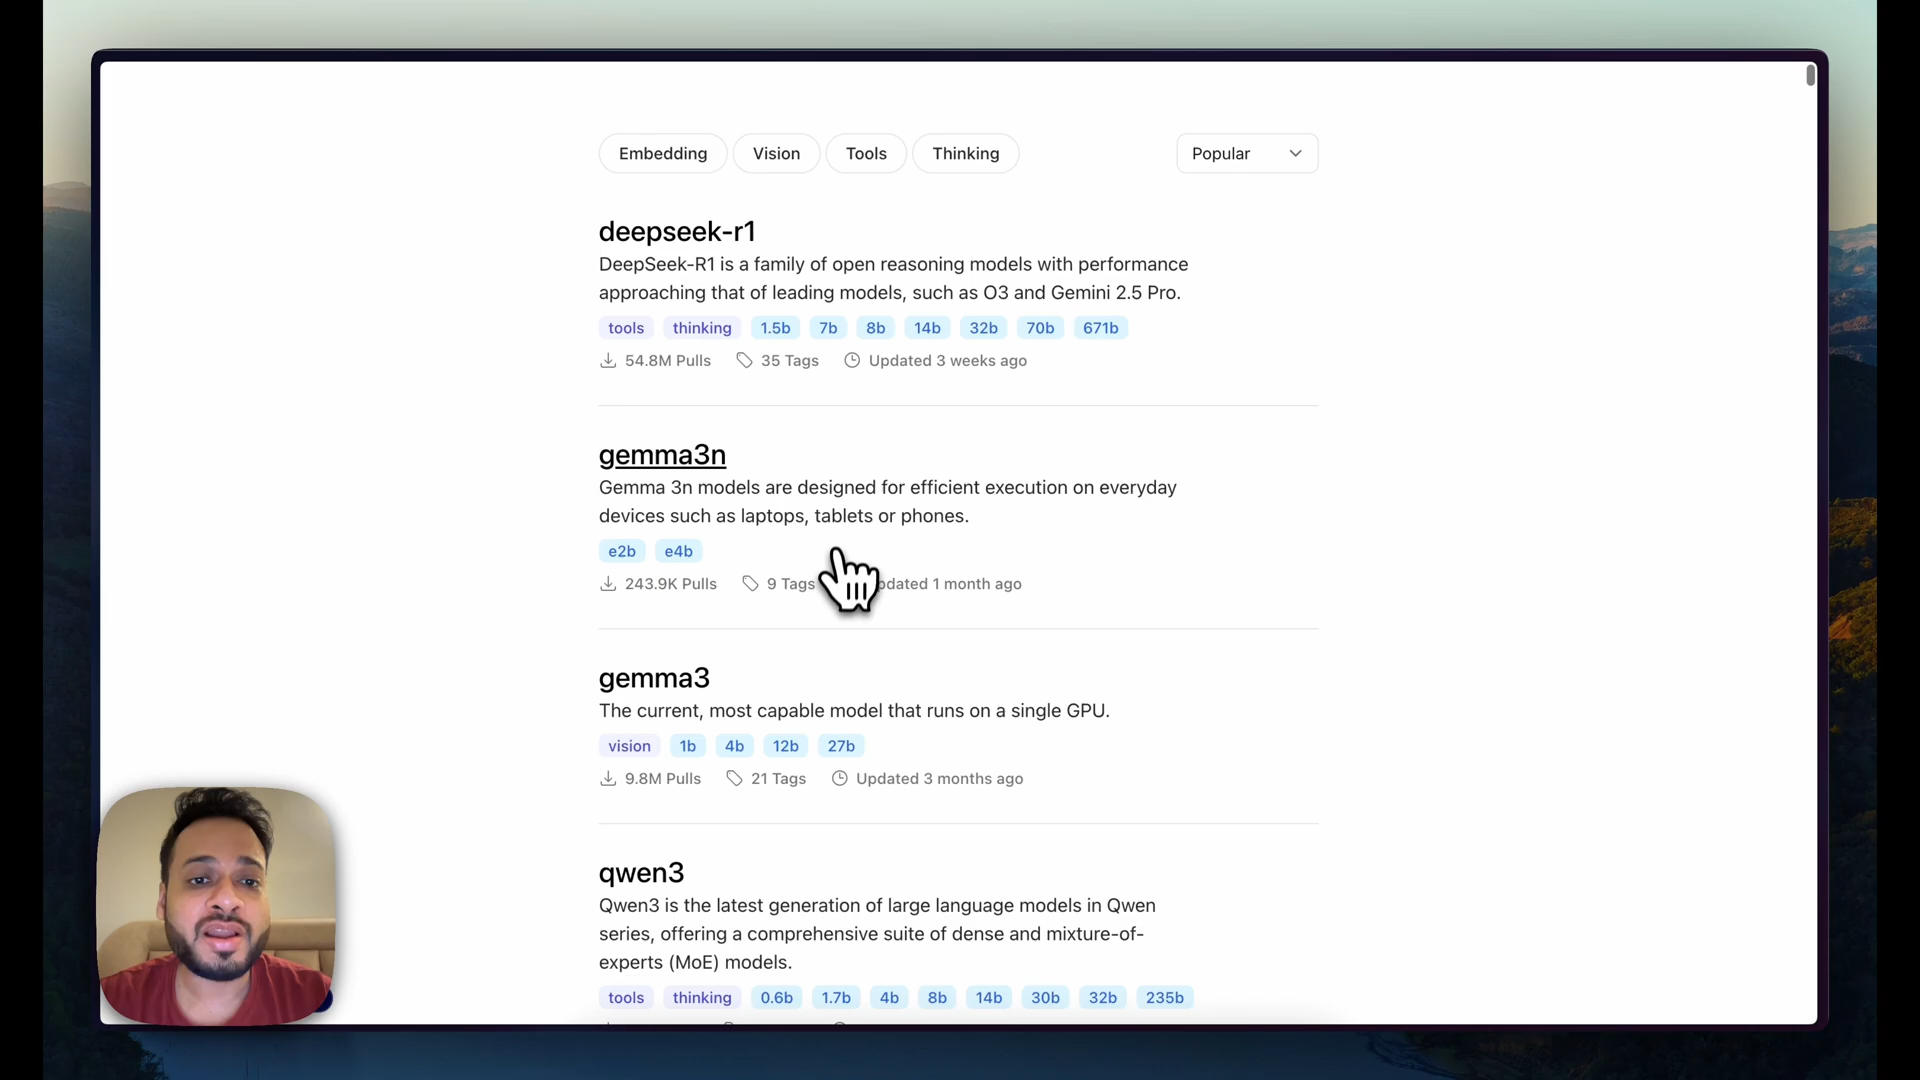 Embedding Vision Tools Thinking Popular
deepseek-r1
DeepSeek-R1 is a family of open reasoning models with performance
approaching that of leading models, such as O3 and Gemini 2.5 Pro.
tools thinking 1.5b 7b 8b 14b 32b 70b 671b
54.8M Pulls 35 Tags Updated 3 weeks ago
gemma3n
Gemma 3n models are designed for efficient execution on everyday
devices such as laptops, tablets or phones.
e2b e4b
243.9K Pulls 9 Tags pdated 1 month ago
gemma3
The current, most capable model that runs on a single GPU.
vision 1b 4b 12b 27b
9.8M Pulls 21 Tags Updated 3 months ago
qwen3
Qwen3 is the latest generation of large language models in Qwen
series, offering a comprehensive suite of dense and mixture-of-
experts (MoE) models.
tools thinking 0.6b 1.7b 4b 8b 14b 30b 32b 235b